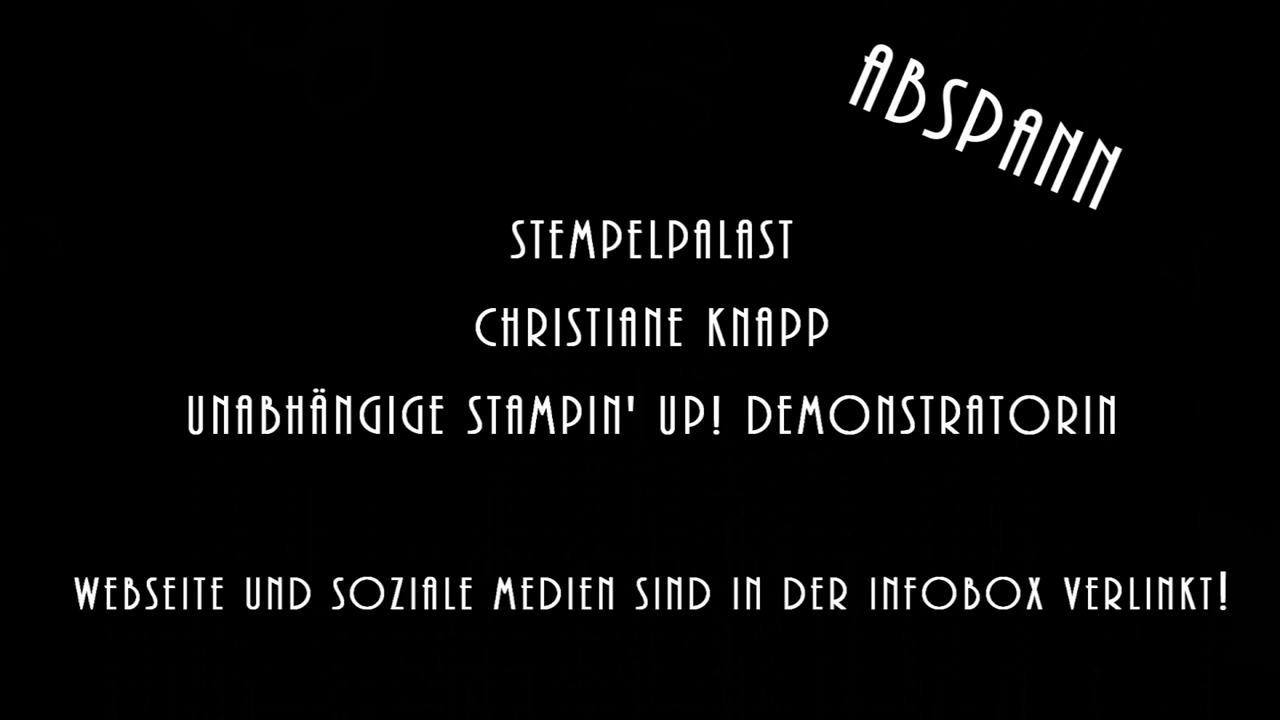 ABSPANN
STEMPELPALAST
CHRISTIANE KNAPP
UNABHÄNGIGE STAMPIN' UP! DEMONSTRATORIN
WEBSEITE UND SOZIALE MEDIEN SIND IN DER INFOBOX VERLINKT!